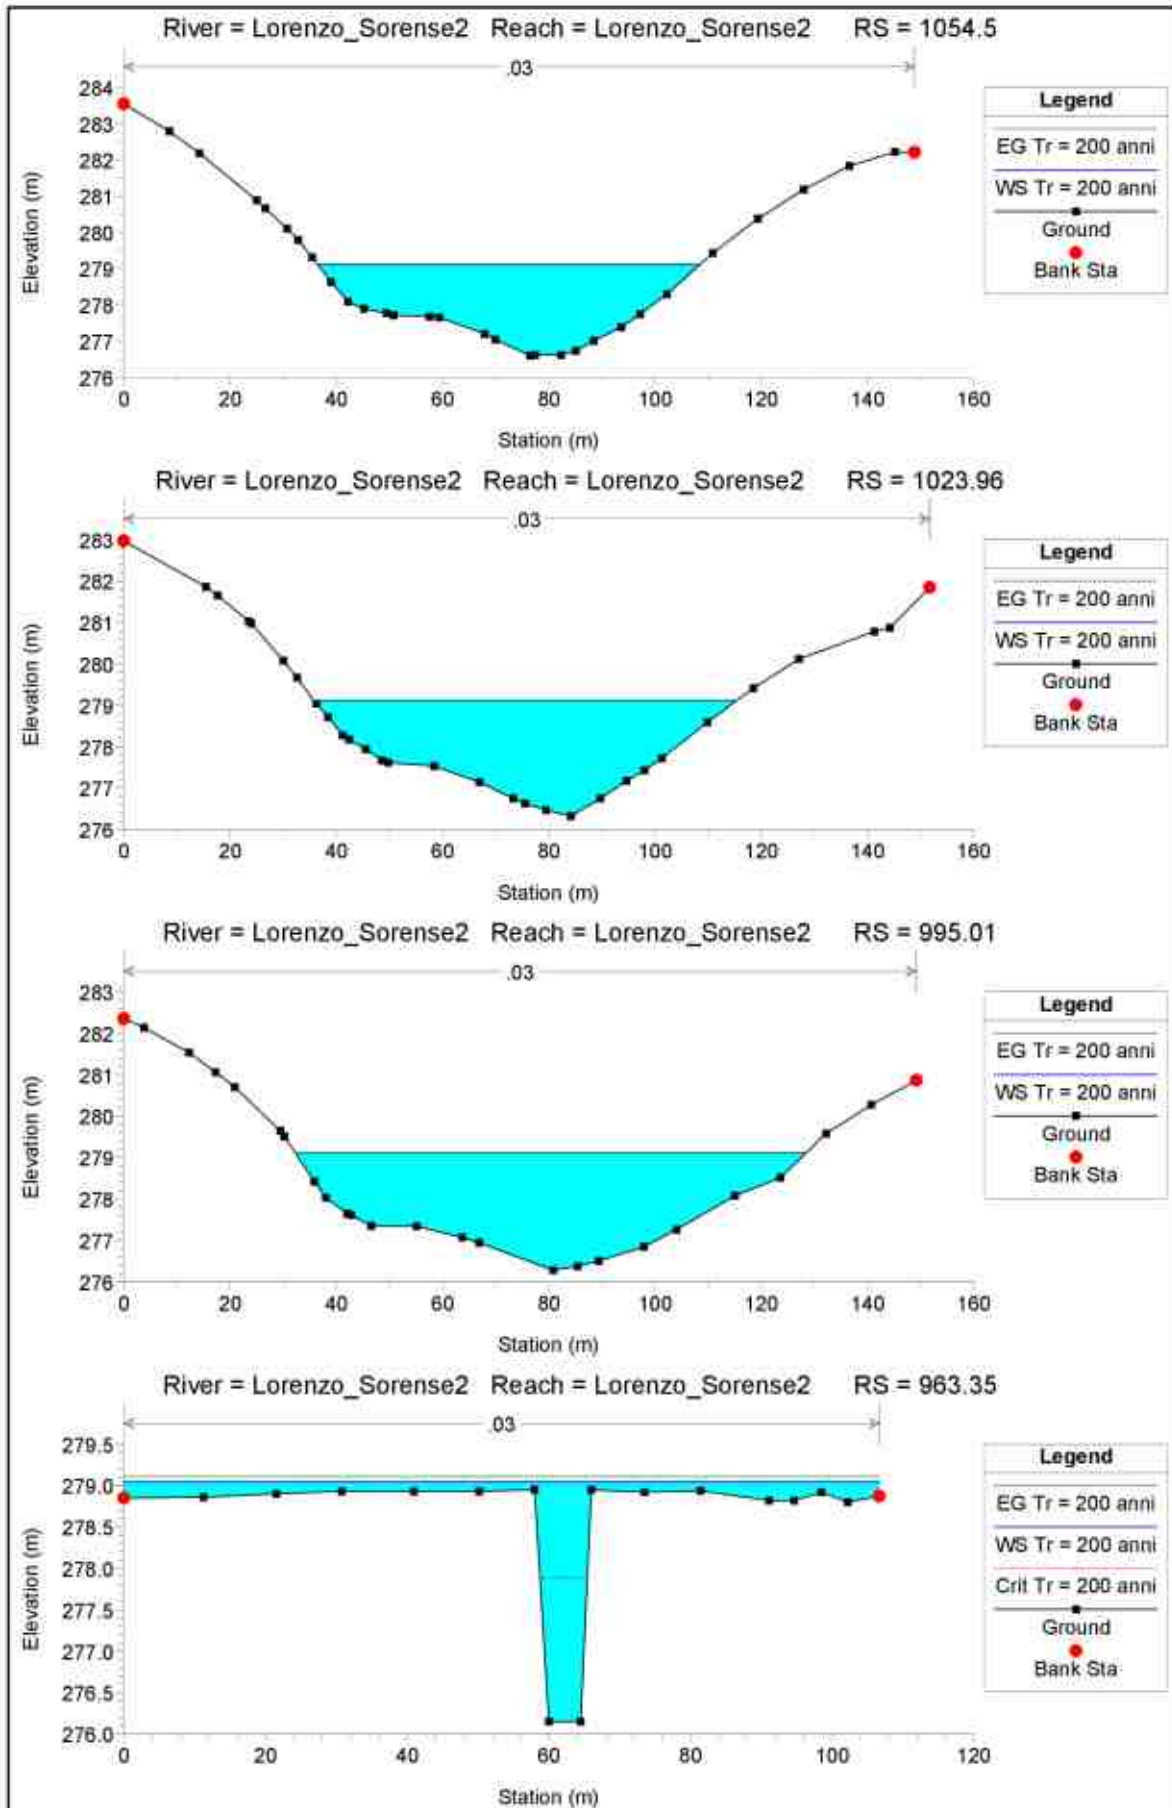 River = Lorenzo_Sorense2 Reach = Lorenzo_Sorense2 RS = 1054.5
.03
Elevation (m)
284
283
282
281
280
279
278
277
276
0 20 40 60 80 100 120 140 160
Station (m)
Legend
EG Tr = 200 anni
WS Tr = 200 anni
Ground
Bank Sta
River = Lorenzo_Sorense2 Reach = Lorenzo_Sorense2 RS = 1023.96
.03
Elevation (m)
283
282
281
280
279
278
277
276
0 20 40 60 80 100 120 140 160
Station (m)
Legend
EG Tr = 200 anni
WS Tr = 200 anni
Ground
Bank Sta
River = Lorenzo_Sorense2 Reach = Lorenzo_Sorense2 RS = 995.01
.03
Elevation (m)
283
282
281
280
279
278
277
276
0 20 40 60 80 100 120 140 160
Station (m)
Legend
EG Tr = 200 anni
WS Tr = 200 anni
Ground
Bank Sta
River = Lorenzo_Sorense2 Reach = Lorenzo_Sorense2 RS = 963.35
.03
Elevation (m)
279.5
279.0
278.5
278.0
277.5
277.0
276.5
276.0
0 20 40 60 80 100 120
Station (m)
Legend
EG Tr = 200 anni
WS Tr = 200 anni
Crit Tr = 200 anni
Ground
Bank Sta